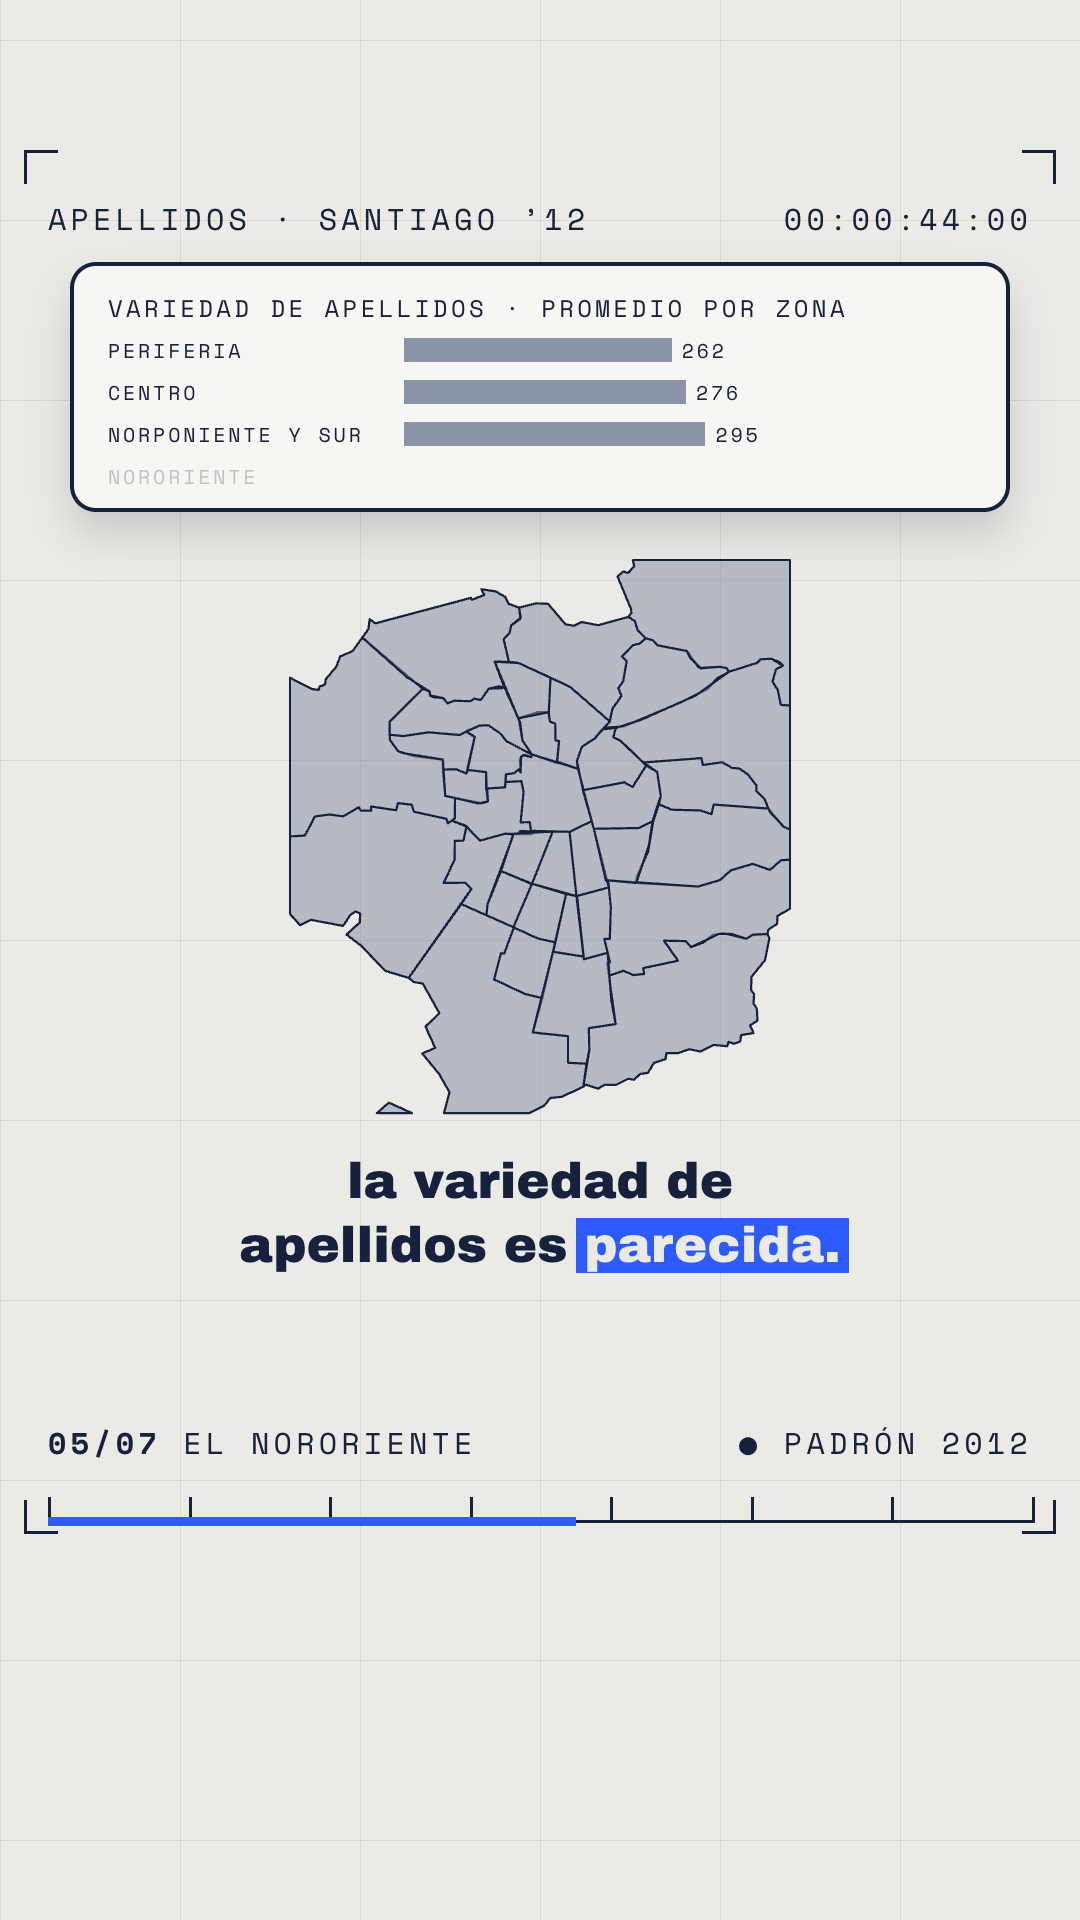 APELLIDOS · SANTIAGO ’12
00:00:44:00
VARIEDAD DE APELLIDOS · PROMEDIO POR ZONA
PERIFERIA 262
CENTRO 276
NORPONIENTE Y SUR 295
NORORIENTE
la variedad de
apellidos es parecida.
05/07 EL NORORIENTE
● PADRÓN 2012